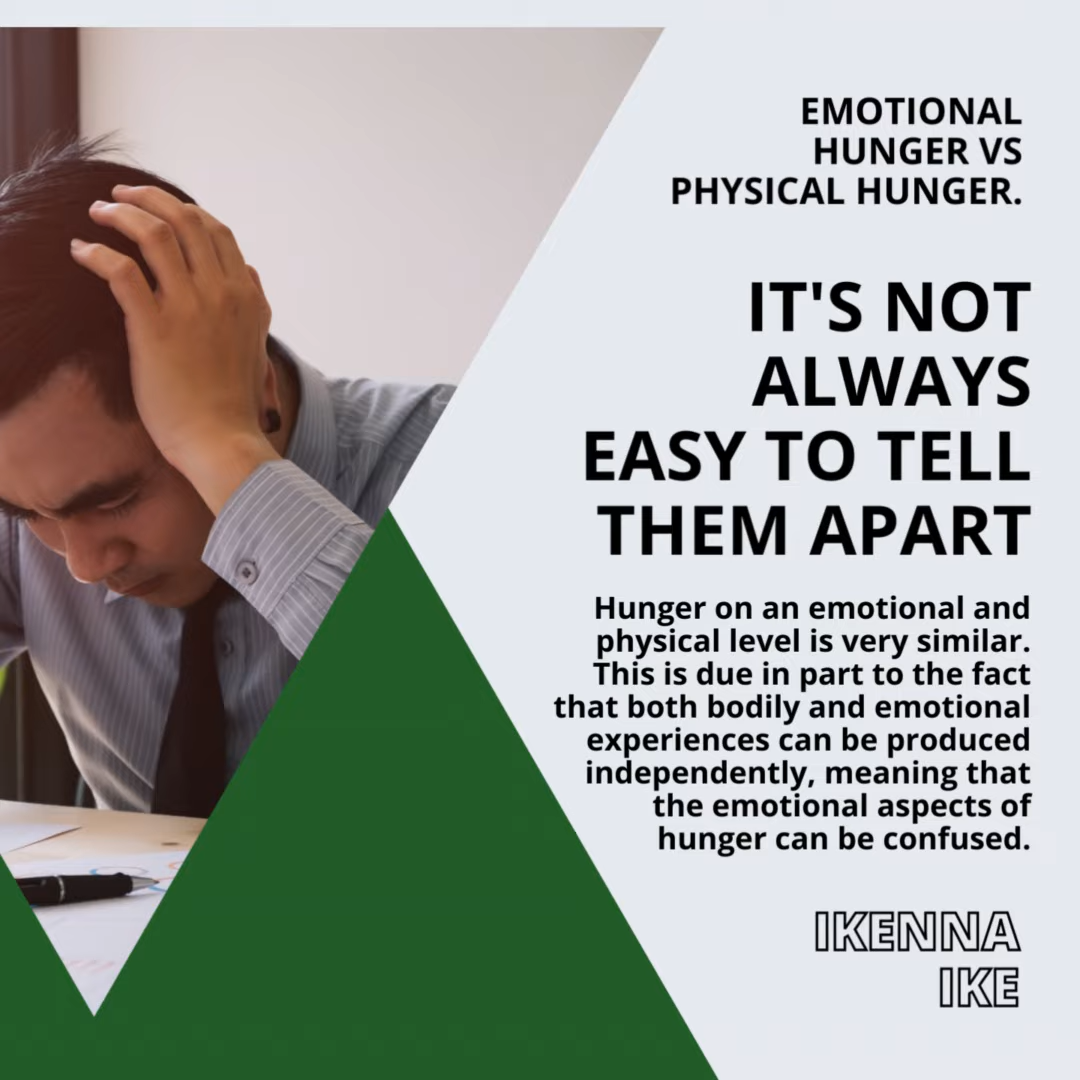 EMOTIONAL
HUNGER VS
PHYSICAL HUNGER.
IT'S NOT
ALWAYS
EASY TO TELL
THEM APART
Hunger on an emotional and
physical level is very similar.
This is due in part to the fact
that both bodily and emotional
experiences can be produced
independently, meaning that
the emotional aspects of
hunger can be confused.
IKENNA
IKE